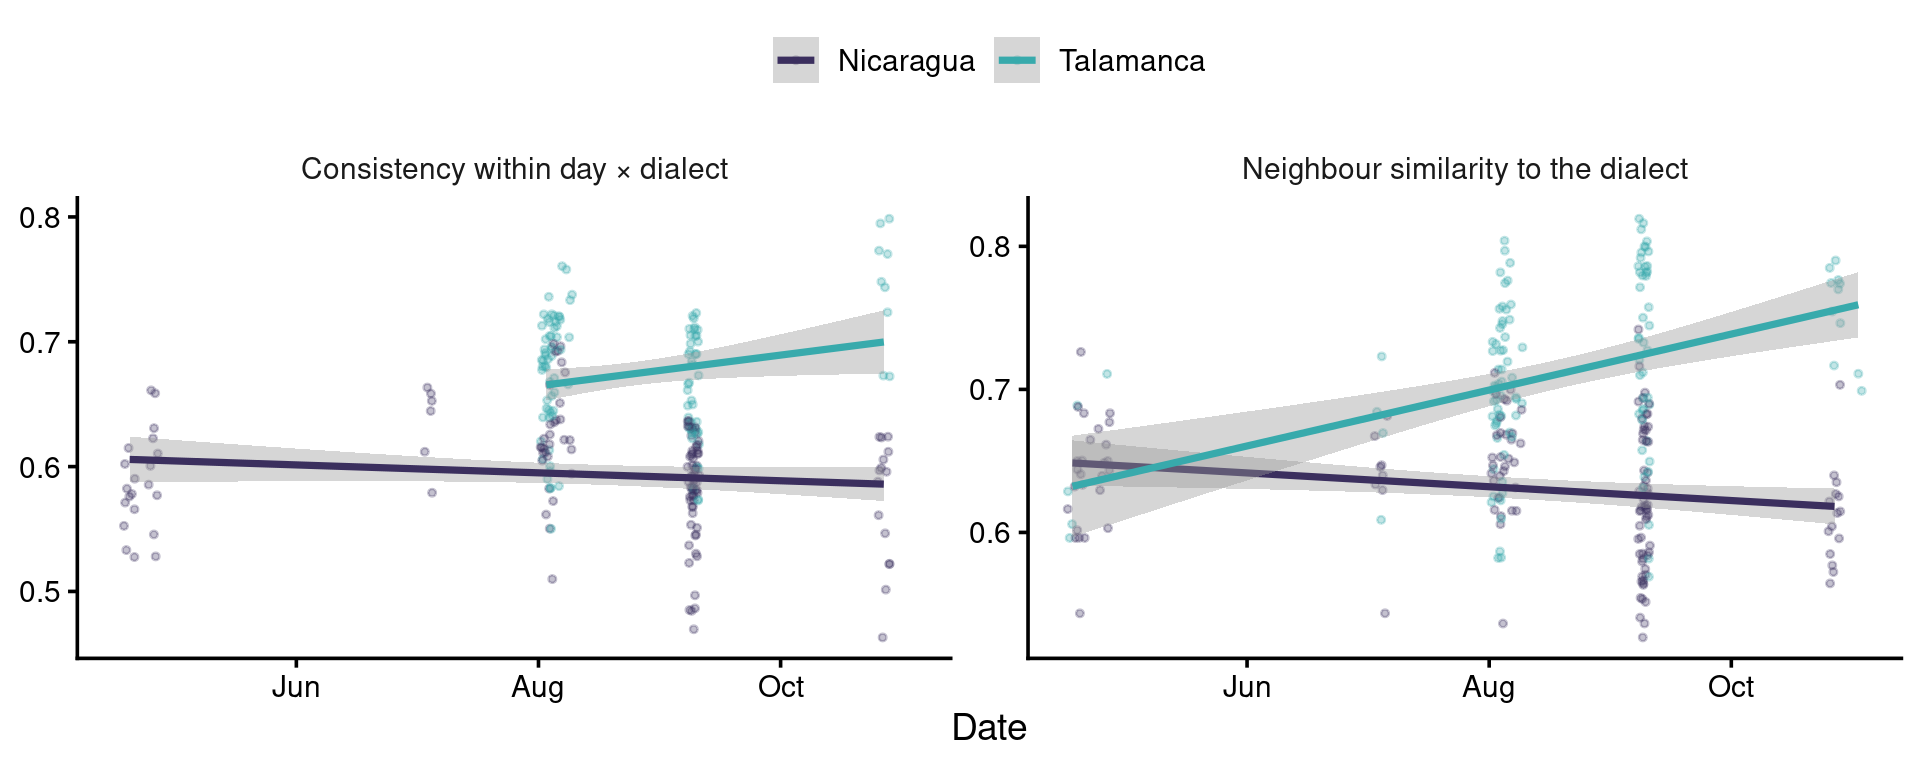 Nicaragua Talamanca
Consistency within day × dialect
Neighbour similarity to the dialect
0.8
0.7
0.6
0.5
0.8
0.7
0.6
Jun Aug Oct
Jun Aug Oct
Date